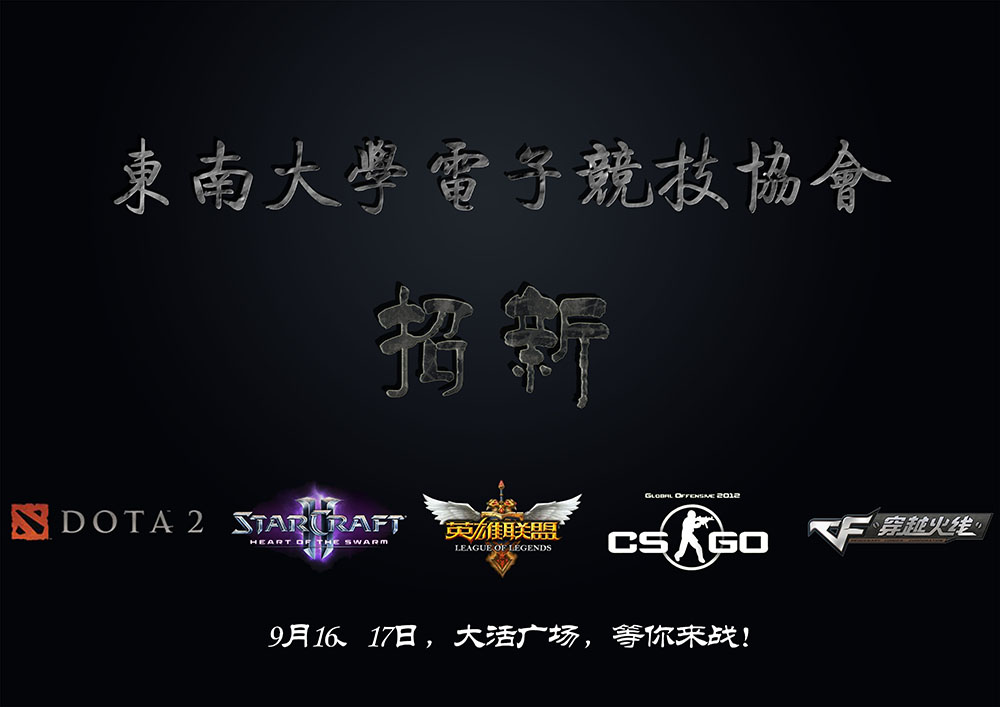 東南大學電子競技協會
招新
DOTA 2
STARCRAFT II
HEART OF THE SWARM
英雄联盟
LEAGUE OF LEGENDS
GLOBAL OFFENSIVE 2012
CS GO
CF 穿越火线
9月16、17日，大活广场，等你来战！